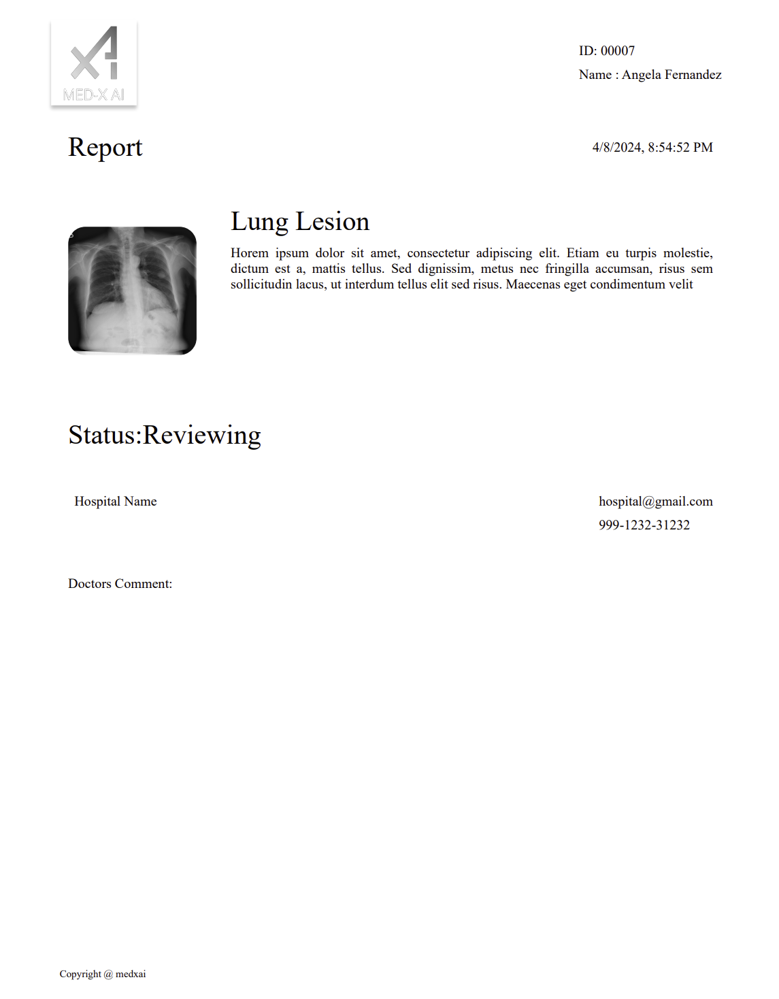 MED-X AI
ID: 00007
Name : Angela Fernandez
Report
4/8/2024, 8:54:52 PM
Lung Lesion
Horem ipsum dolor sit amet, consectetur adipiscing elit. Etiam eu turpis molestie,
dictum est a, mattis tellus. Sed dignissim, metus nec fringilla accumsan, risus sem
sollicitudin lacus, ut interdum tellus elit sed risus. Maecenas eget condimentum velit
Status:Reviewing
Hospital Name
hospital@gmail.com
999-1232-31232
Doctors Comment:
Copyright @ medxai